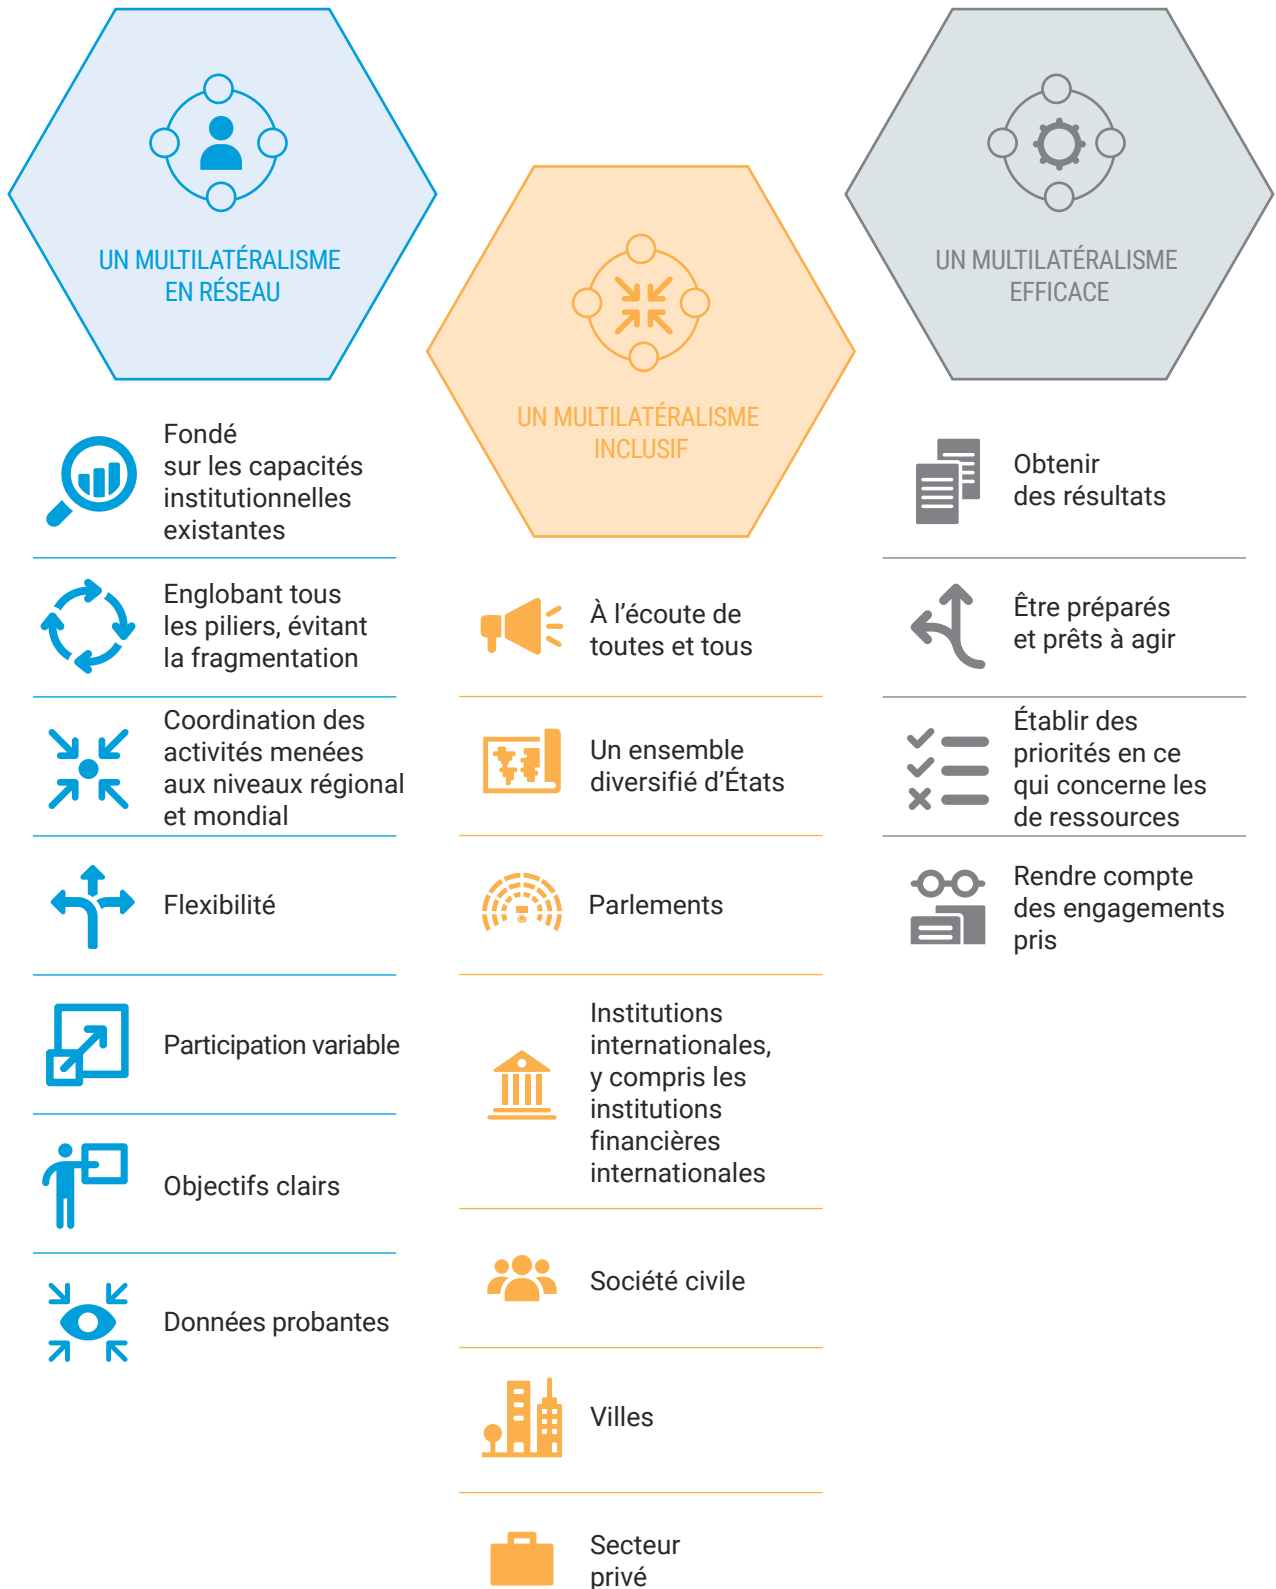 UN MULTILATÉRALISME
EN RÉSEAU
Fondé
sur les capacités
institutionnelles
existantes
Englobant tous
les piliers, évitant
la fragmentation
Coordination des
activités menées
aux niveaux régional
et mondial
Flexibilité
Participation variable
Objectifs clairs
Données probantes
UN MULTILATÉRALISME
INCLUSIF
À l’écoute de
toutes et tous
Un ensemble
diversifié d’États
Parlements
Institutions
internationales,
y compris les
institutions
financières
internationales
Société civile
Villes
Secteur
privé
UN MULTILATÉRALISME
EFFICACE
Obtenir
des résultats
Être préparés
et prêts à agir
Établir des
priorités en ce
qui concerne les
de ressources
Rendre compte
des engagements
pris